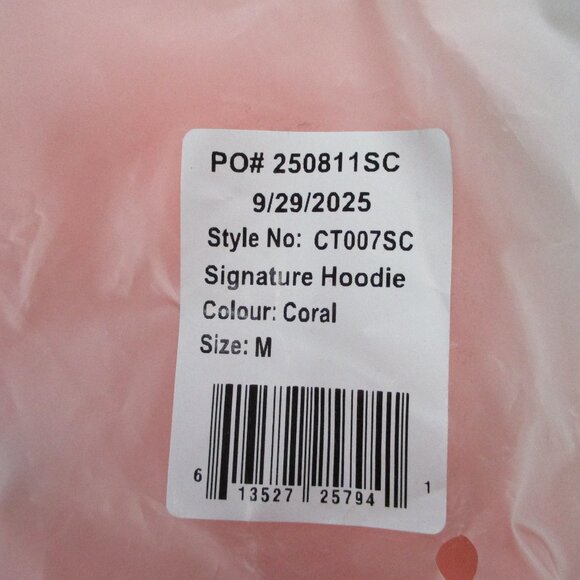 PO# 250811SC
9/29/2025
Style No: CT007SC
Signature Hoodie
Colour: Coral
Size: M
6 13527 25794 1